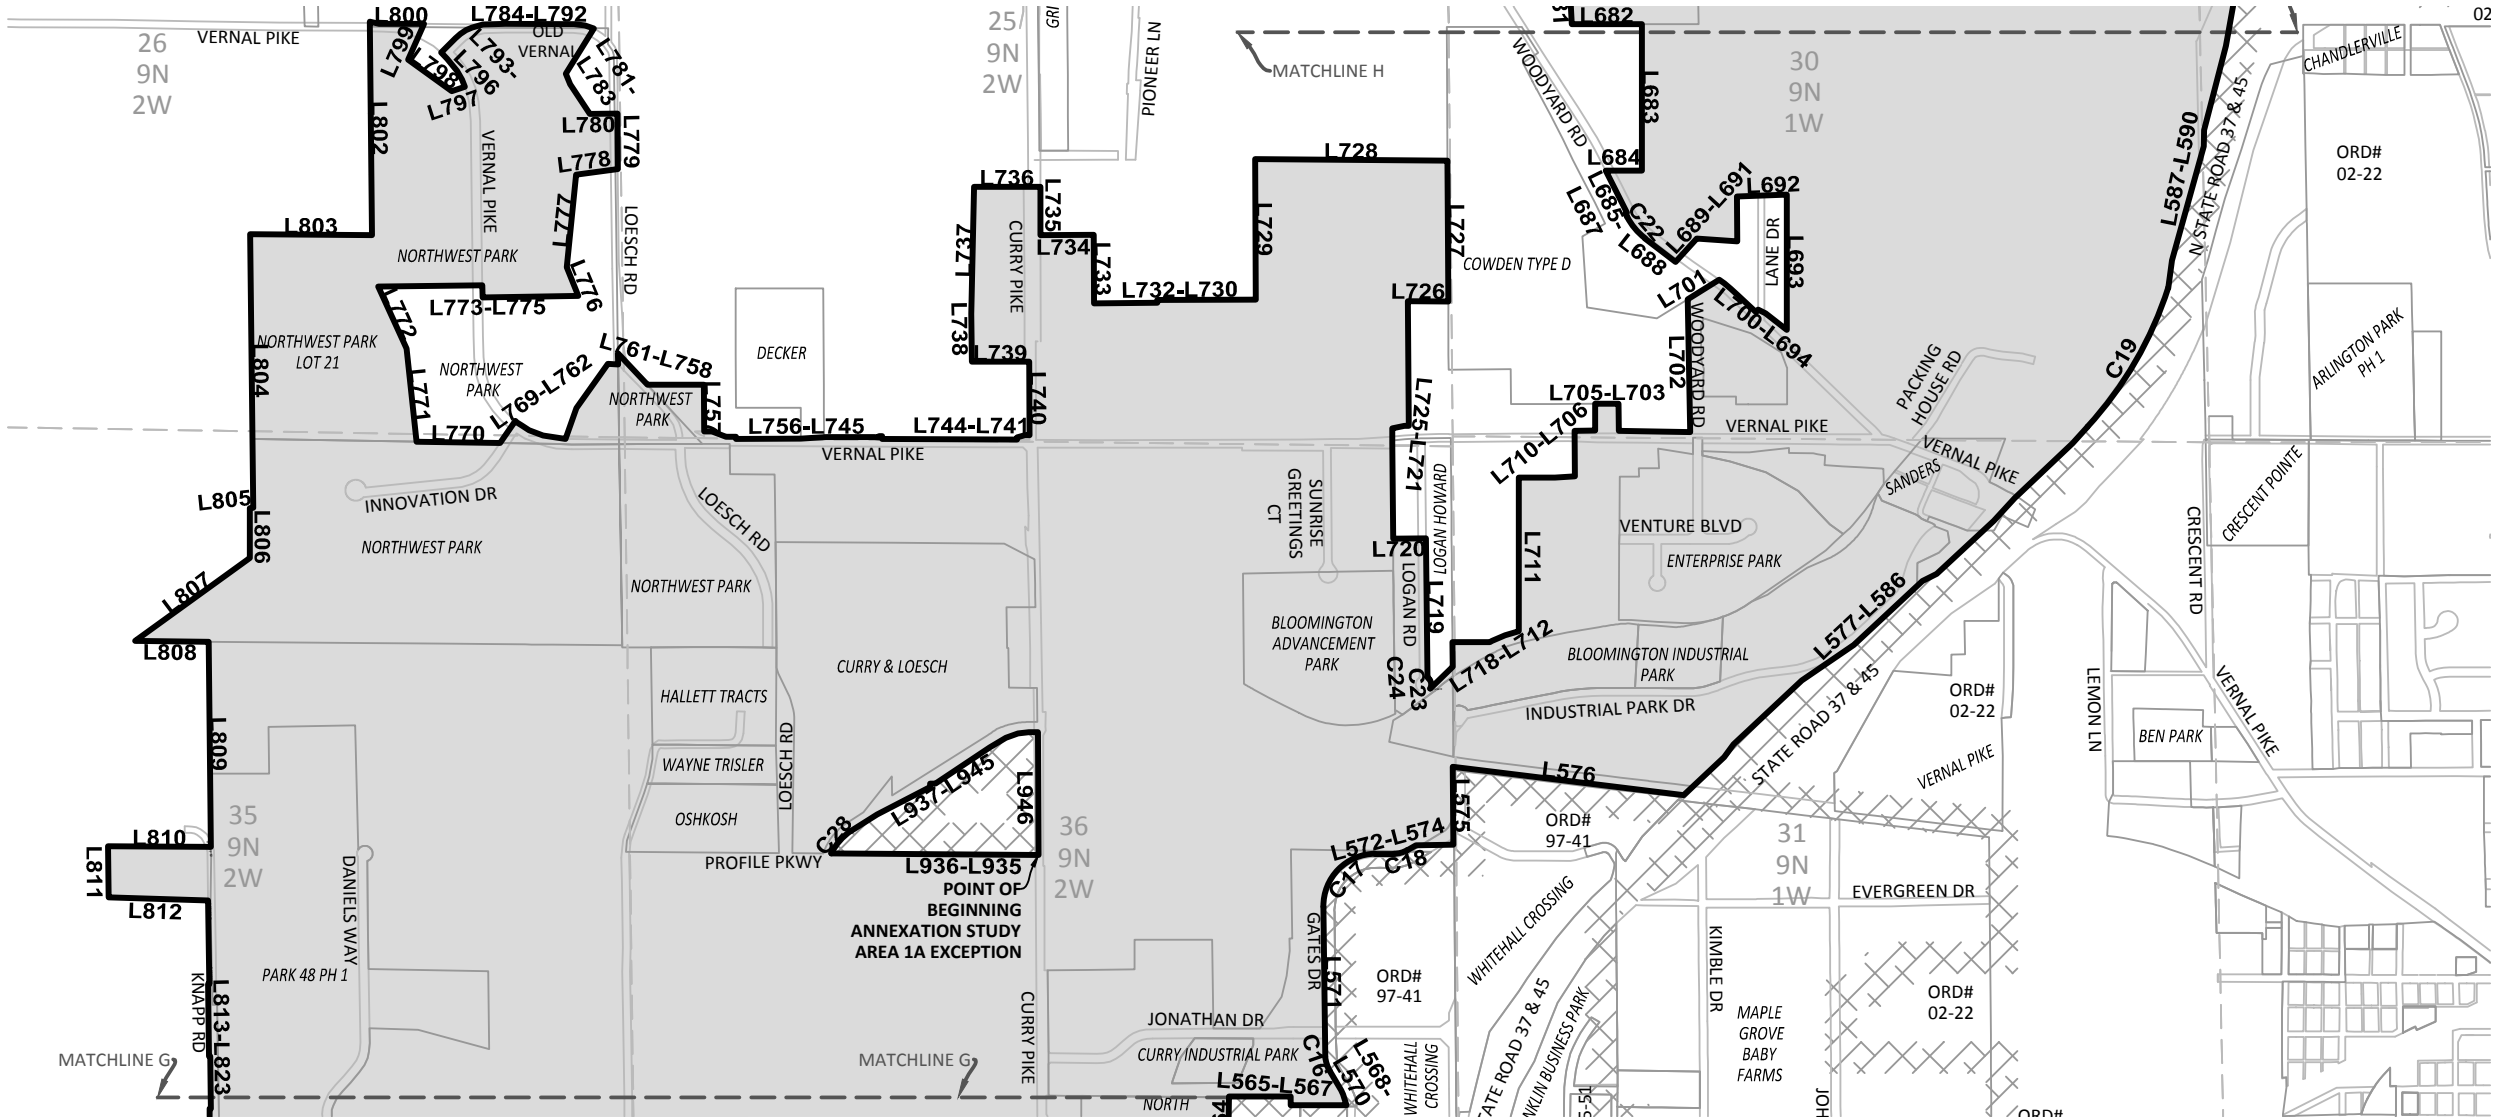 L800
L784-L792
25
9N
2W
GRI
PIONEER LN
L682
02
26
9N
2W
VERNAL PIKE
OLD
VERNAL
L799
L798
L797
L793-
L796
L781-
L783
MATCHLINE H
WOODYARD RD
L683
30
9N
1W
CHANDLERVILLE
L802
VERNAL PIKE
L780
L779
L778
L777
L776
LOESCH RD
L728
L684
L685-
L687
L688
C22
L689-L691
L692
L693
LANE DR
L587-L590
N STATE ROAD 37 & 45
ORD#
02-22
L736
L735
L734
L733
L737
L738
CURRY PIKE
L729
L727
L732-L730
L726
COWDEN TYPE D
L803
NORTHWEST PARK
L773-L775
L772
NORTHWEST PARK
LOT 21
L804
L771
NORTHWEST
PARK
L770
L769-L762
L761-L758
NORTHWEST
PARK
L757
DECKER
L756-L745
L744-L741
L739
L740
VERNAL PIKE
L701
L700-L694
L702
WOODYARD RD
L705-L703
L710-L706
VERNAL PIKE
PACKING
HOUSE RD
C19
ARLINGTON PARK
PH 1
L725-L721
LOGAN HOWARD
VERNAL PIKE
SANDERS
CRESCENT POINTE
CRESCENT RD
L805
L806
INNOVATION DR
NORTHWEST PARK
LOESCH RD
SUNRISE
GREETINGS
CT
VENTURE BLVD
ENTERPRISE PARK
L711
L720
L719
LOGAN RD
L807
L808
NORTHWEST PARK
BLOOMINGTON
ADVANCEMENT
PARK
L718-L712
C24
C23
BLOOMINGTON INDUSTRIAL
PARK
INDUSTRIAL PARK DR
L577-L586
STATE ROAD 37 & 45
CURRY & LOESCH
HALLETT TRACTS
WAYNE TRISLER
OSHKOSH
LOESCH RD
L809
L937-L945
L946
C28
PROFILE PKWY
L936-L935
POINT OF
BEGINNING
ANNEXATION STUDY
AREA 1A EXCEPTION
L576
L575
ORD#
97-41
ORD#
02-22
VERNAL PIKE
LEMON LN
VERNAL PIKE
BEN PARK
35
9N
2W
L810
L811
L812
DANIELS WAY
36
9N
2W
L572-L574
C18
C17
31
9N
1W
EVERGREEN DR
WHITEHALL CROSSING
KIMBLE DR
GATES DR
L571
ORD#
97-41
ORD#
02-22
MAPLE
GROVE
BABY
FARMS
PARK 48 PH 1
KNAPP RD
L813-L823
CURRY PIKE
JONATHAN DR
CURRY INDUSTRIAL PARK
C16
L568-
L570
L565-L567
WHITEHALL
CROSSING
TATE ROAD 37 & 45
NKLIN BUSINESS PARK
MATCHLINE G
MATCHLINE G
NORTH
JOH
ORD#